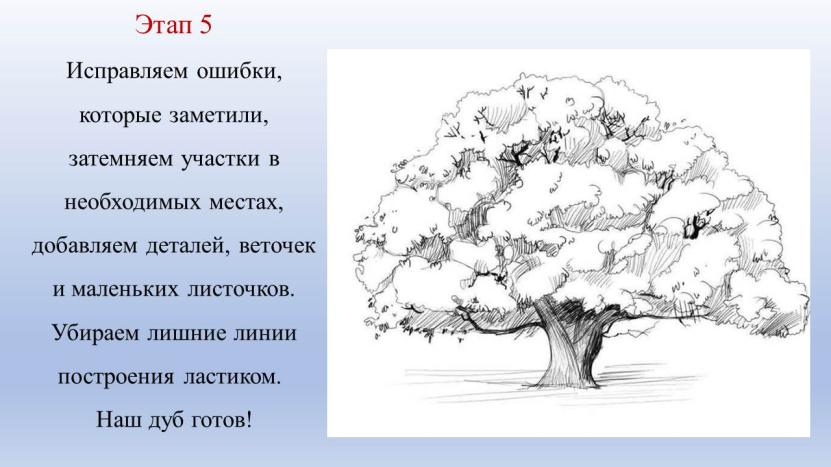 Этап 5
Исправляем ошибки,
которые заметили,
затемняем участки в
необходимых местах,
добавляем деталей, веточек
и маленьких листочков.
Убираем лишние линии
построения ластиком.
Наш дуб готов!